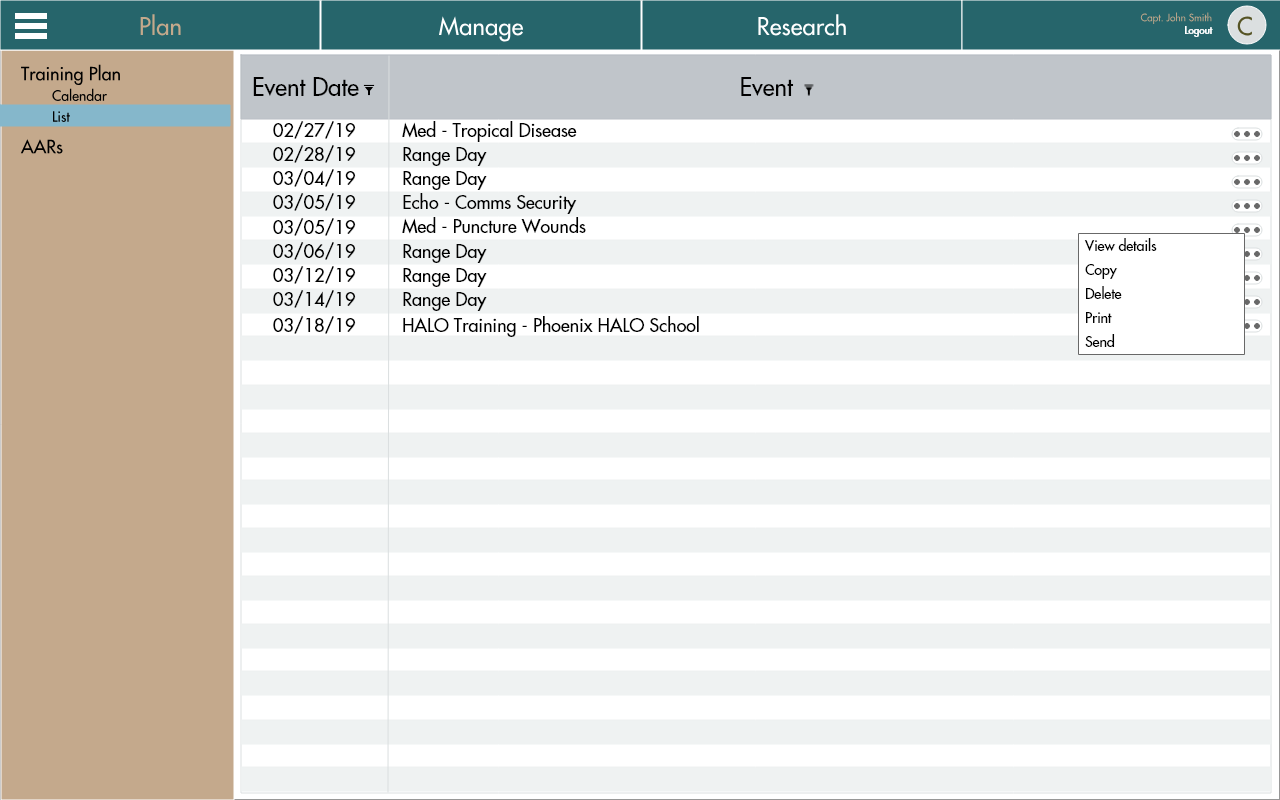 Plan
Manage
Research
Capt. John Smith
Logout
C
Training Plan
Calendar
List
AARs
Event Date
Event
02/27/19 Med - Tropical Disease
02/28/19 Range Day
03/04/19 Range Day
03/05/19 Echo - Comms Security
03/05/19 Med - Puncture Wounds
03/06/19 Range Day
03/12/19 Range Day
03/14/19 Range Day
03/18/19 HALO Training - Phoenix HALO School
View details
Copy
Delete
Print
Send